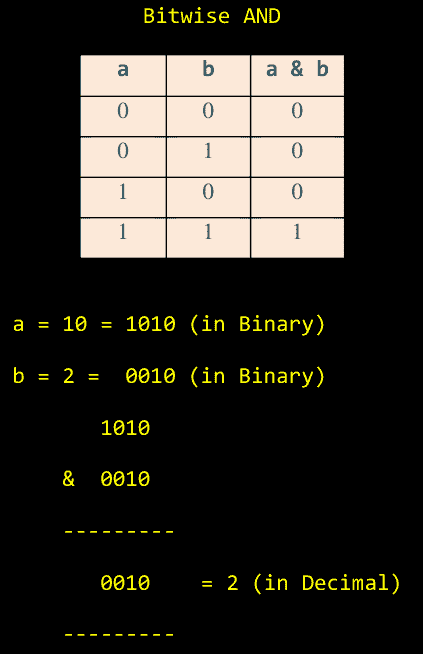 Bitwise AND
a b a & b
0 0 0
0 1 0
1 0 0
1 1 1
a = 10 = 1010 (in Binary)
b = 2 = 0010 (in Binary)
1010
& 0010
---------
0010 = 2 (in Decimal)
---------